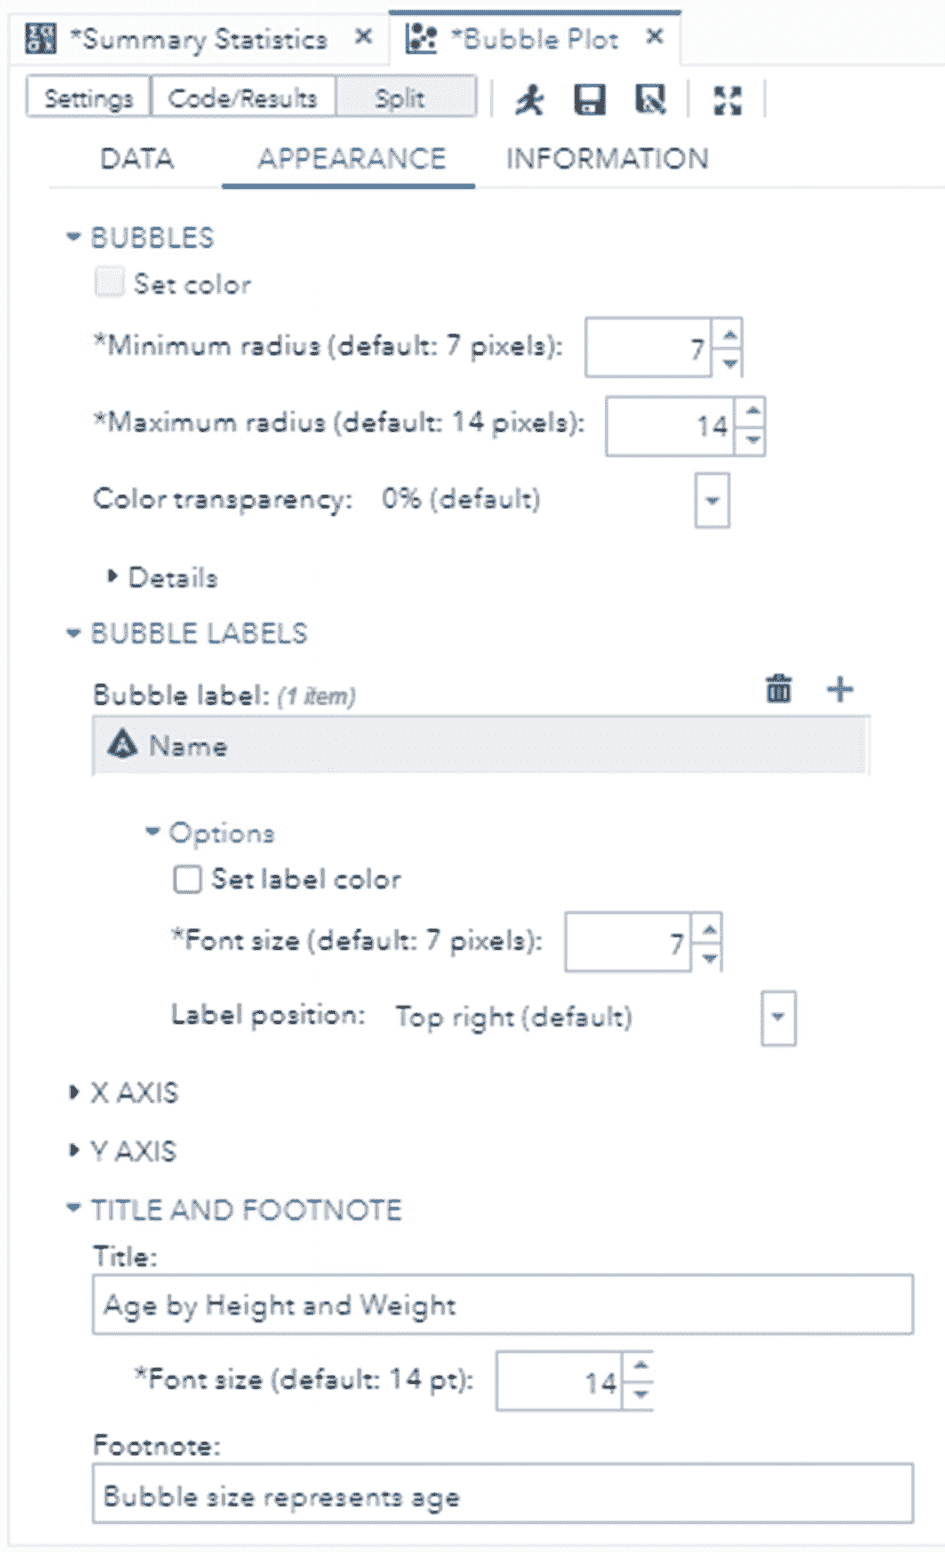 *Summary Statistics × *Bubble Plot ×
Settings Code/Results Split
DATA APPEARANCE INFORMATION
BUBBLES
Set color
*Minimum radius (default: 7 pixels): 7
*Maximum radius (default: 14 pixels): 14
Color transparency: 0% (default)
Details
BUBBLE LABELS
Bubble label: (1 item)
Name
Options
Set label color
*Font size (default: 7 pixels): 7
Label position: Top right (default)
X AXIS
Y AXIS
TITLE AND FOOTNOTE
Title:
Age by Height and Weight
*Font size (default: 14 pt): 14
Footnote:
Bubble size represents age